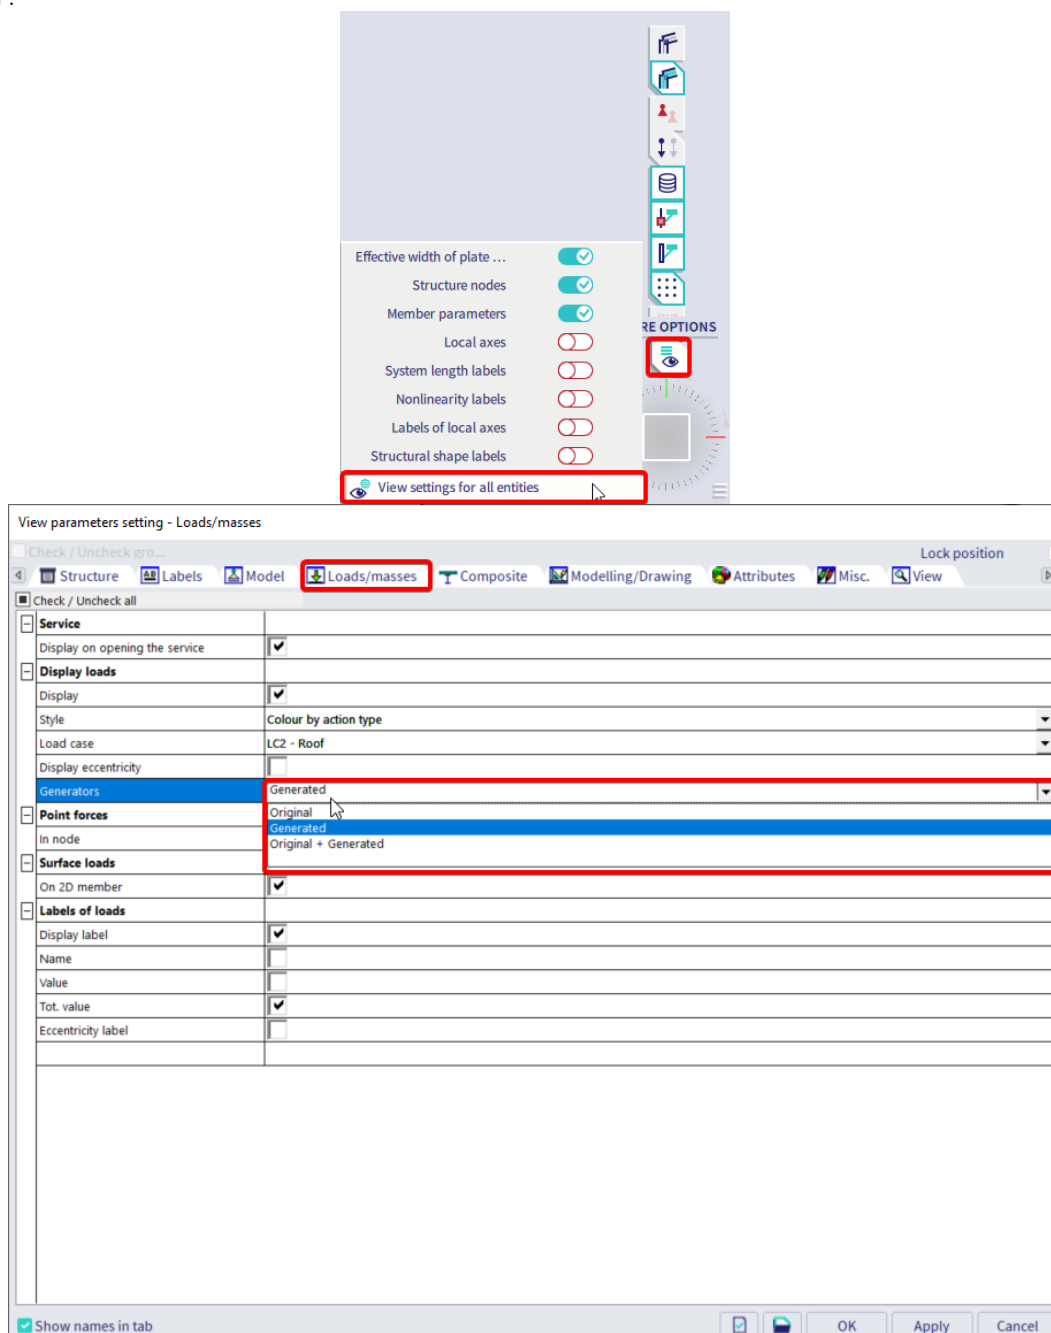 Effective width of plate ...
Structure nodes
Member parameters
Local axes
System length labels
Nonlinearity labels
Labels of local axes
Structural shape labels
View settings for all entities
RE OPTIONS
View parameters setting - Loads/masses
Check / Uncheck gro...
Lock position
Structure
Labels
Model
Loads/masses
Composite
Modelling/Drawing
Attributes
Misc.
View
Check / Uncheck all
Service
Display on opening the service
Display loads
Display
Style Colour by action type
Load case LC2 - Roof
Display eccentricity
Generators Generated
Original
Generated
Original + Generated
Point forces
In node
Surface loads
On 2D member
Labels of loads
Display label
Name
Value
Tot. value
Eccentricity label
Show names in tab
OK
Apply
Cancel